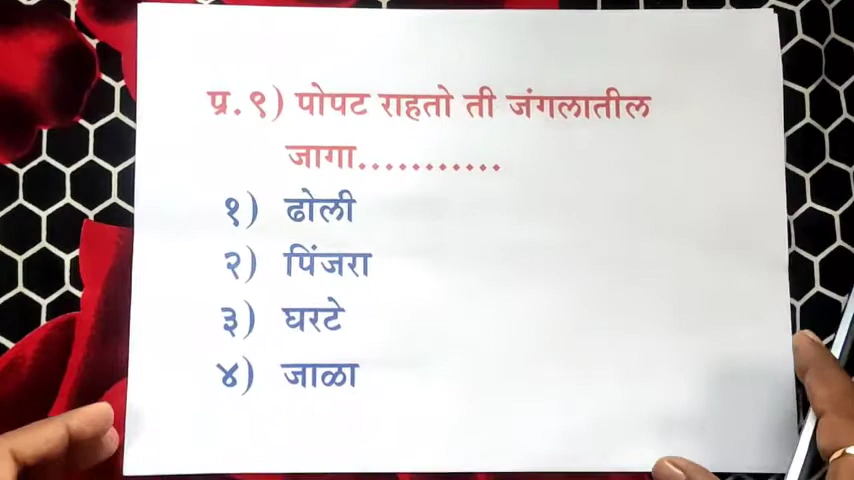 प्र. ९) पोपट राहतो ती जंगलातील
जागा...........
१) ढोली
२) पिंजरा
३) घरटे
४) जाळा